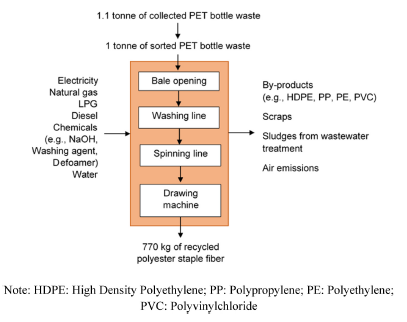 1.1 tonne of collected PET bottle waste
1 tonne of sorted PET bottle waste
Electricity
Natural gas
LPG
Diesel
Chemicals
(e.g., NaOH,
Washing agent,
Defoamer)
Water
Bale opening
Washing line
Spinning line
Drawing
machine
By-products
(e.g., HDPE, PP, PE, PVC)
Scraps
Sludges from wastewater
treatment
Air emissions
770 kg of recycled
polyester staple fiber
Note: HDPE: High Density Polyethylene; PP: Polypropylene; PE: Polyethylene;
PVC: Polyvinylchloride